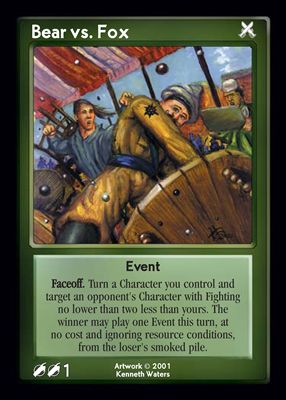 Bear vs. Fox
Event
Faceoff. Turn a Character you control and
target an opponent's Character with Fighting
no lower than two less than yours. The
winner may play one Event this turn, at
no cost and ignoring resource conditions,
from the loser's smoked pile.
1
Artwork © 2001
Kenneth Waters